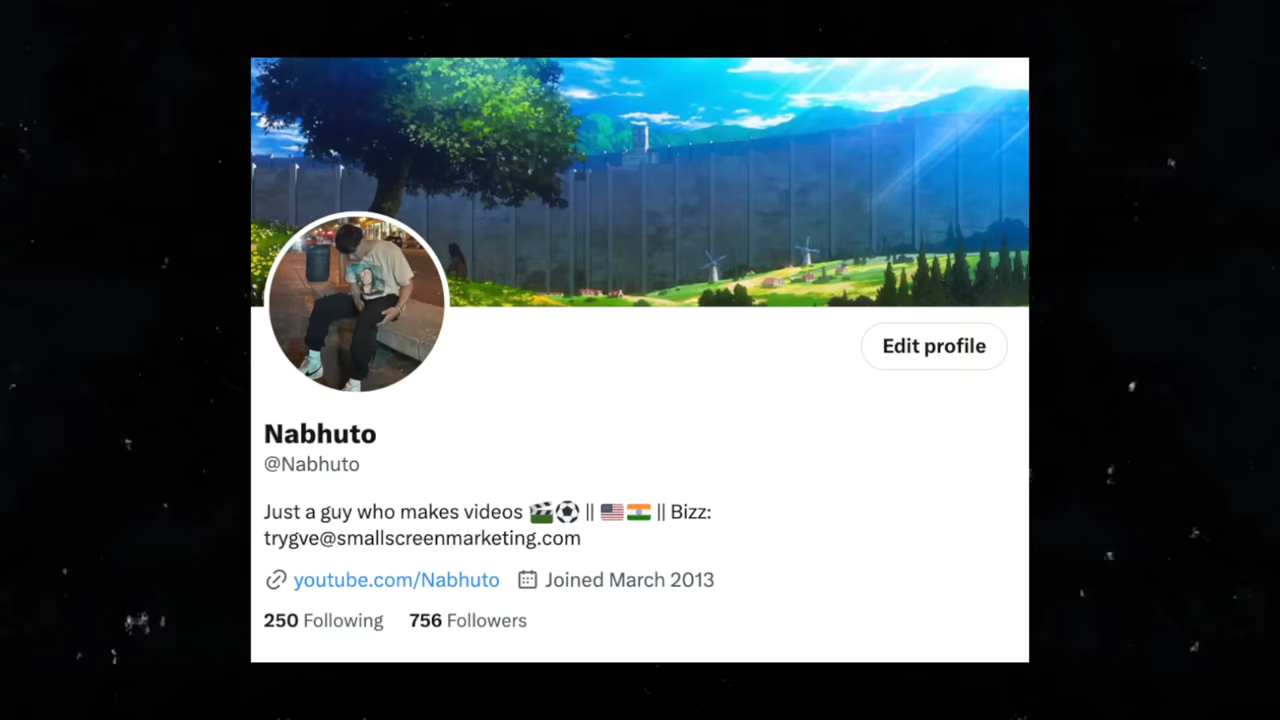 Edit profile
Nabhuto
@Nabhuto
Just a guy who makes videos 🎬⚽ || 🇺🇸🇮🇳 || Bizz:
trygve@smallscreenmarketing.com
youtube.com/Nabhuto Joined March 2013
250 Following 756 Followers